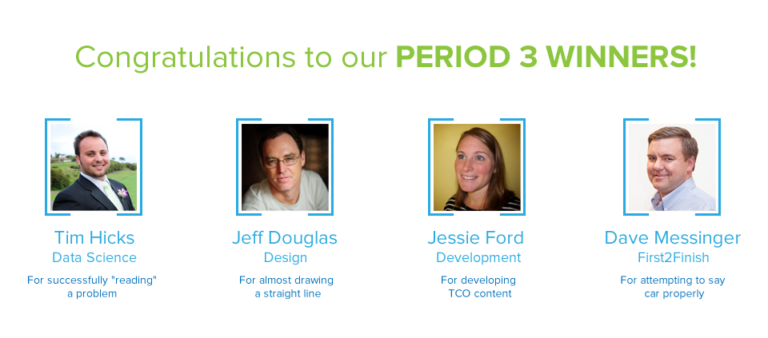 Congratulations to our PERIOD 3 WINNERS!
Tim Hicks
Data Science
For successfully "reading"
a problem
Jeff Douglas
Design
For almost drawing
a straight line
Jessie Ford
Development
For developing
TCO content
Dave Messinger
First2Finish
For attempting to say
car properly